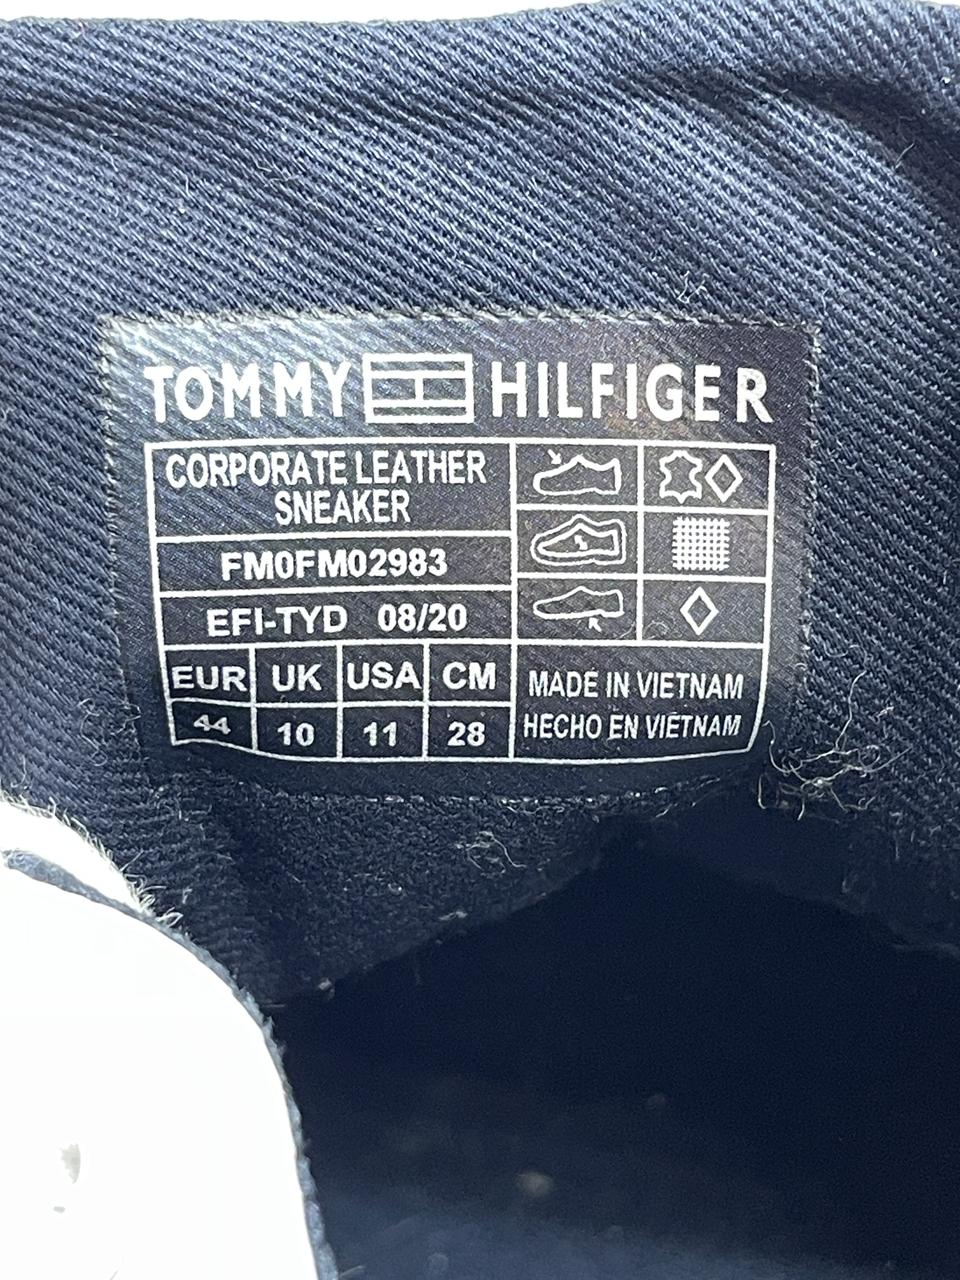 TOMMY HILFIGER
CORPORATE LEATHER
SNEAKER
FM0FM02983
EFI-TYD 08/20
EUR UK USA CM
44 10 11 28
MADE IN VIETNAM
HECHO EN VIETNAM